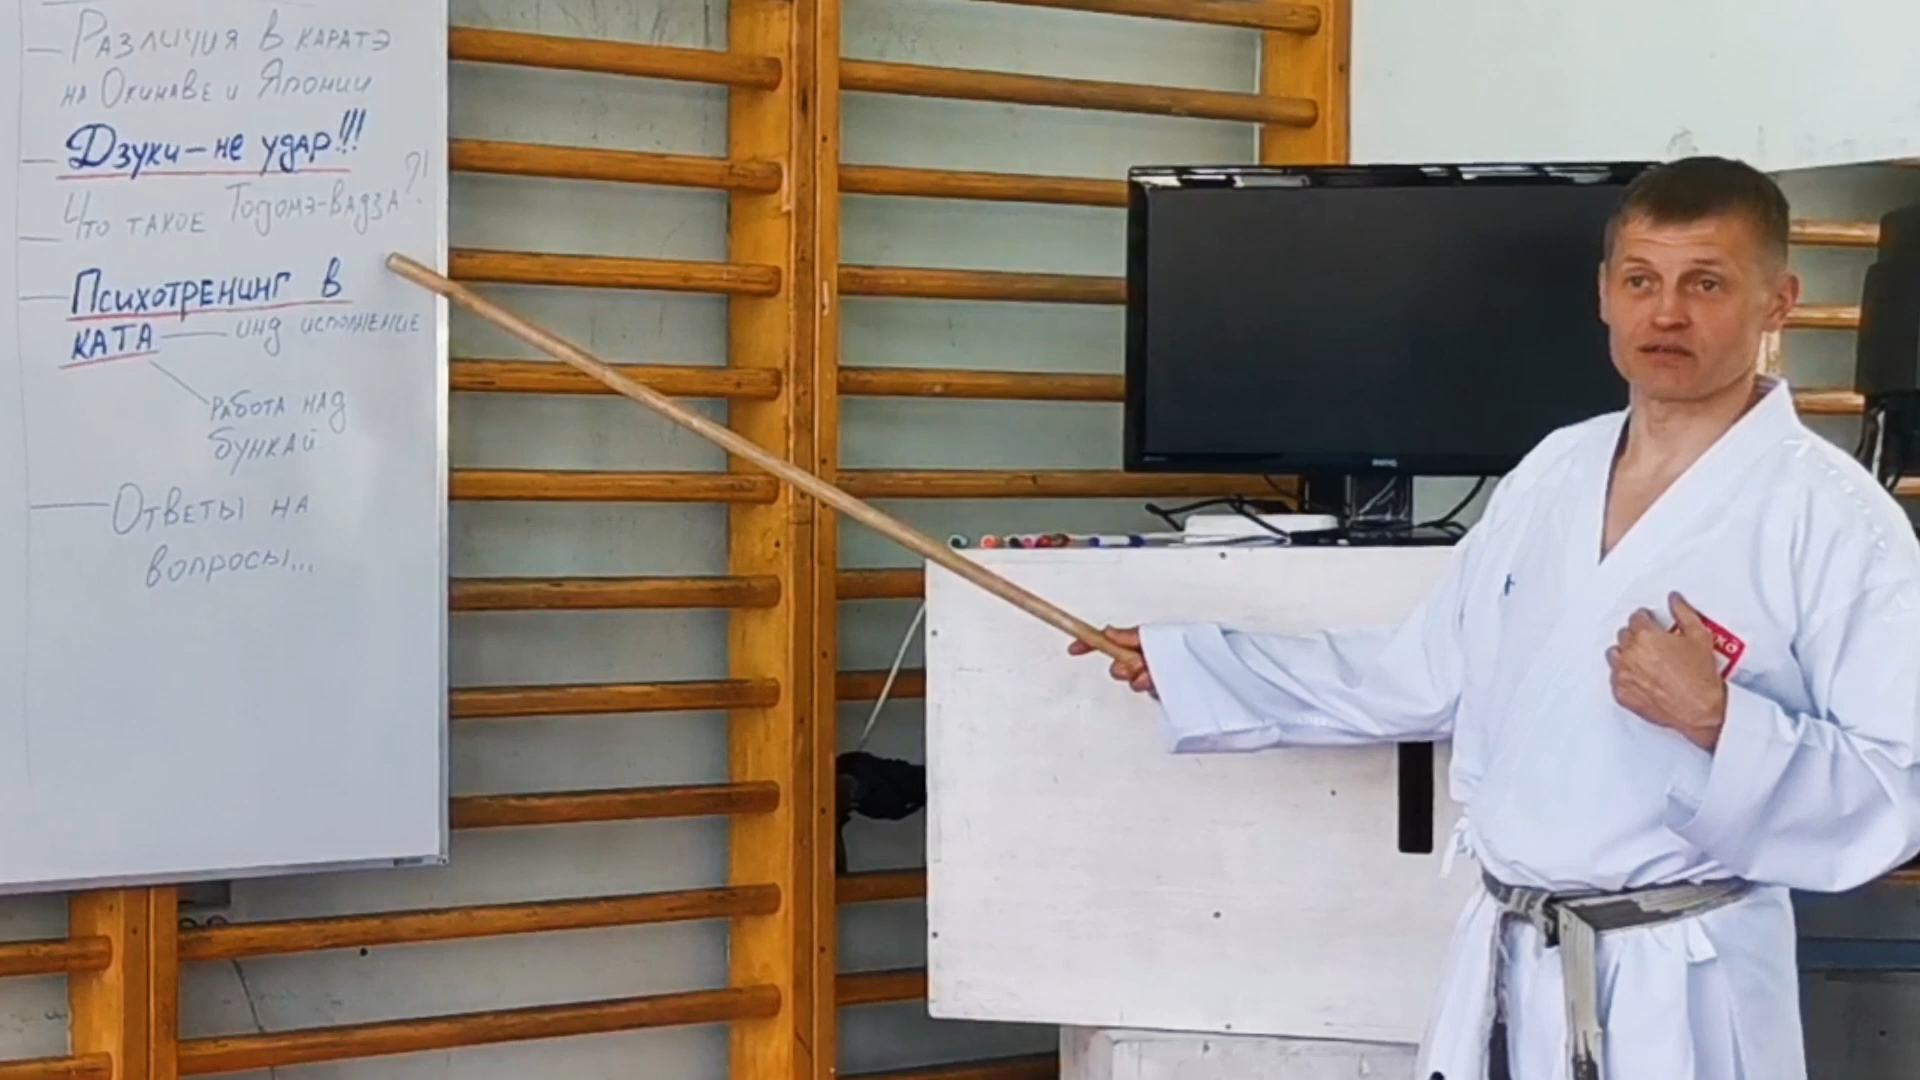 Различия в каратэ
на Окинаве и Японии
Дзуки – не удар!!!
Что такое Тодомэ-вадза?!
Психотренинг в
ката инд исполнение
работа над
бункай
Ответы на
вопросы...
BenQ